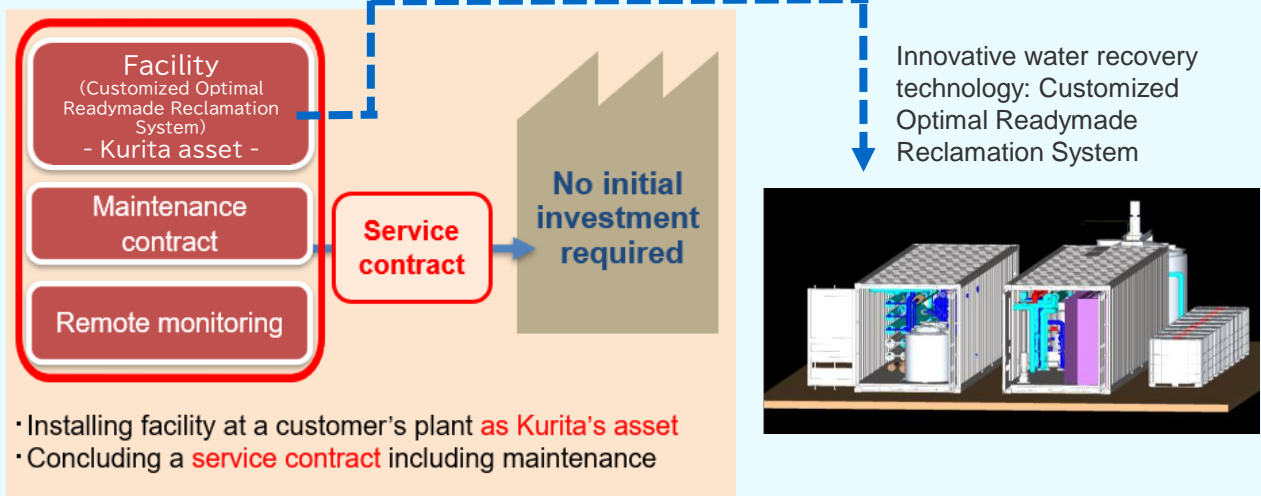 Facility
(Customized Optimal
Readymade Reclamation
System)
- Kurita asset -
Maintenance
contract
Remote monitoring
Service
contract
No initial
investment
required
・Installing facility at a customer's plant as Kurita's asset
・Concluding a service contract including maintenance
Innovative water recovery
technology: Customized
Optimal Readymade
Reclamation System